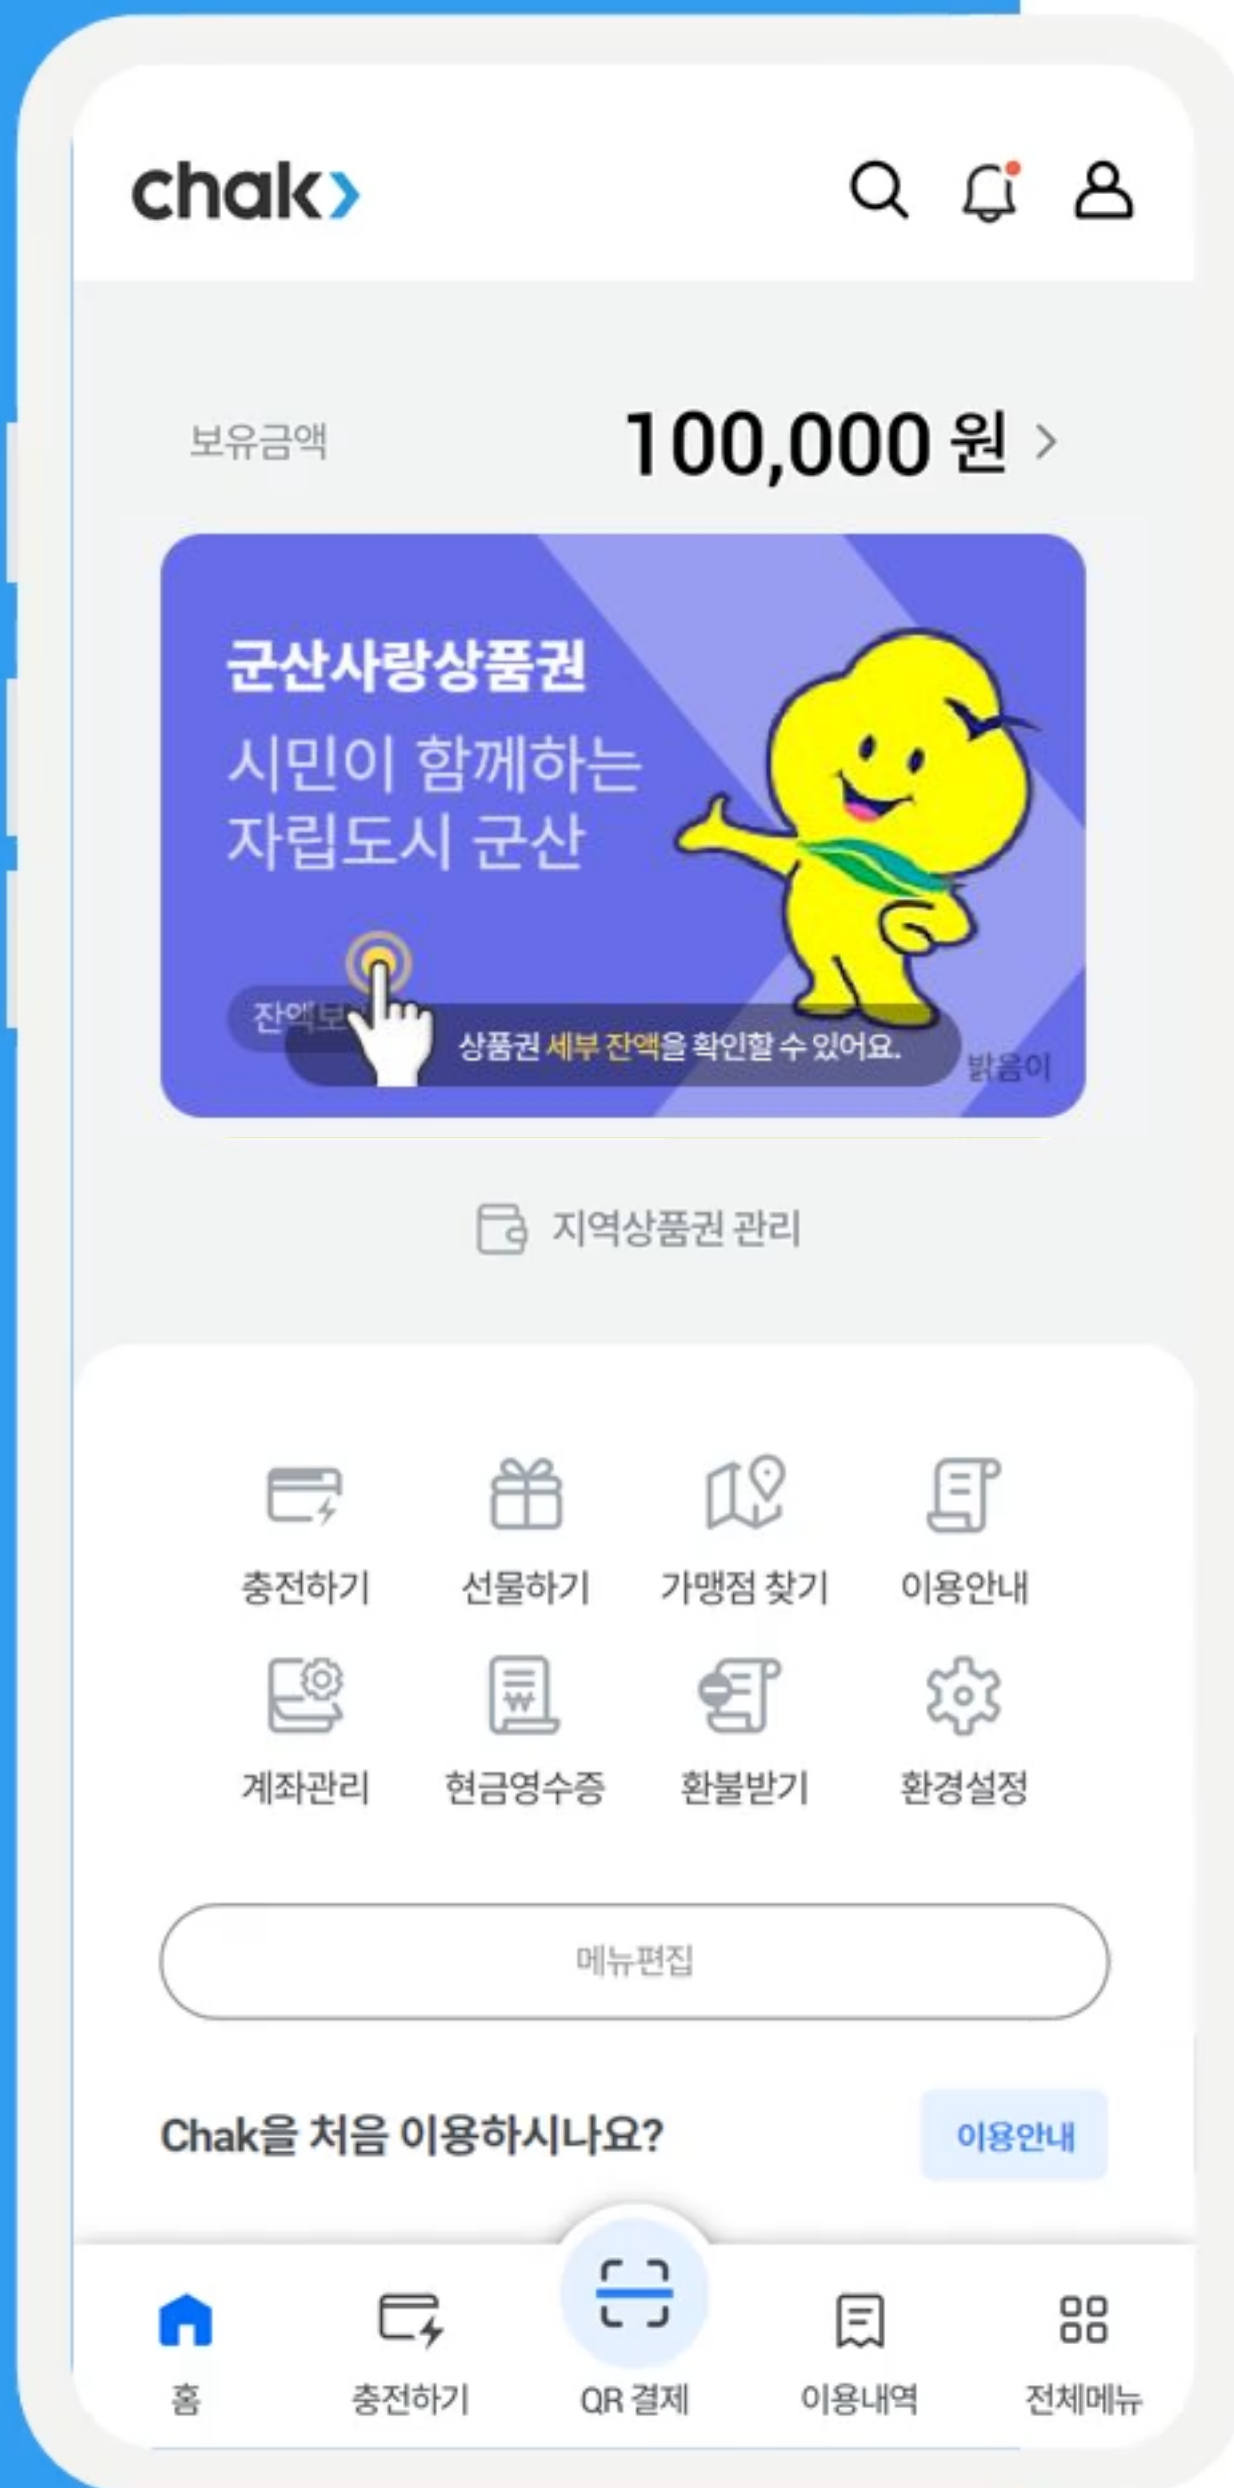 chak
보유금액
100,000 원
군산사랑상품권
시민이 함께하는
자립도시 군산
상품권 세부 잔액을 확인할 수 있어요.
밝음이
지역상품권 관리
충전하기 선물하기 가맹점 찾기 이용안내
계좌관리 현금영수증 환불받기 환경설정
메뉴편집
Chak을 처음 이용하시나요? 이용안내
홈 충전하기 QR 결제 이용내역 전체메뉴